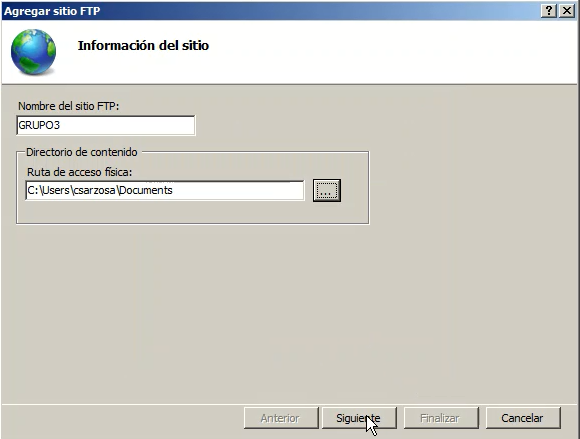 Agregar sitio FTP
Información del sitio
Nombre del sitio FTP:
GRUPO3
Directorio de contenido
Ruta de acceso física:
C:\Users\csarzosa\Documents
...
Anterior Siguiente Finalizar Cancelar